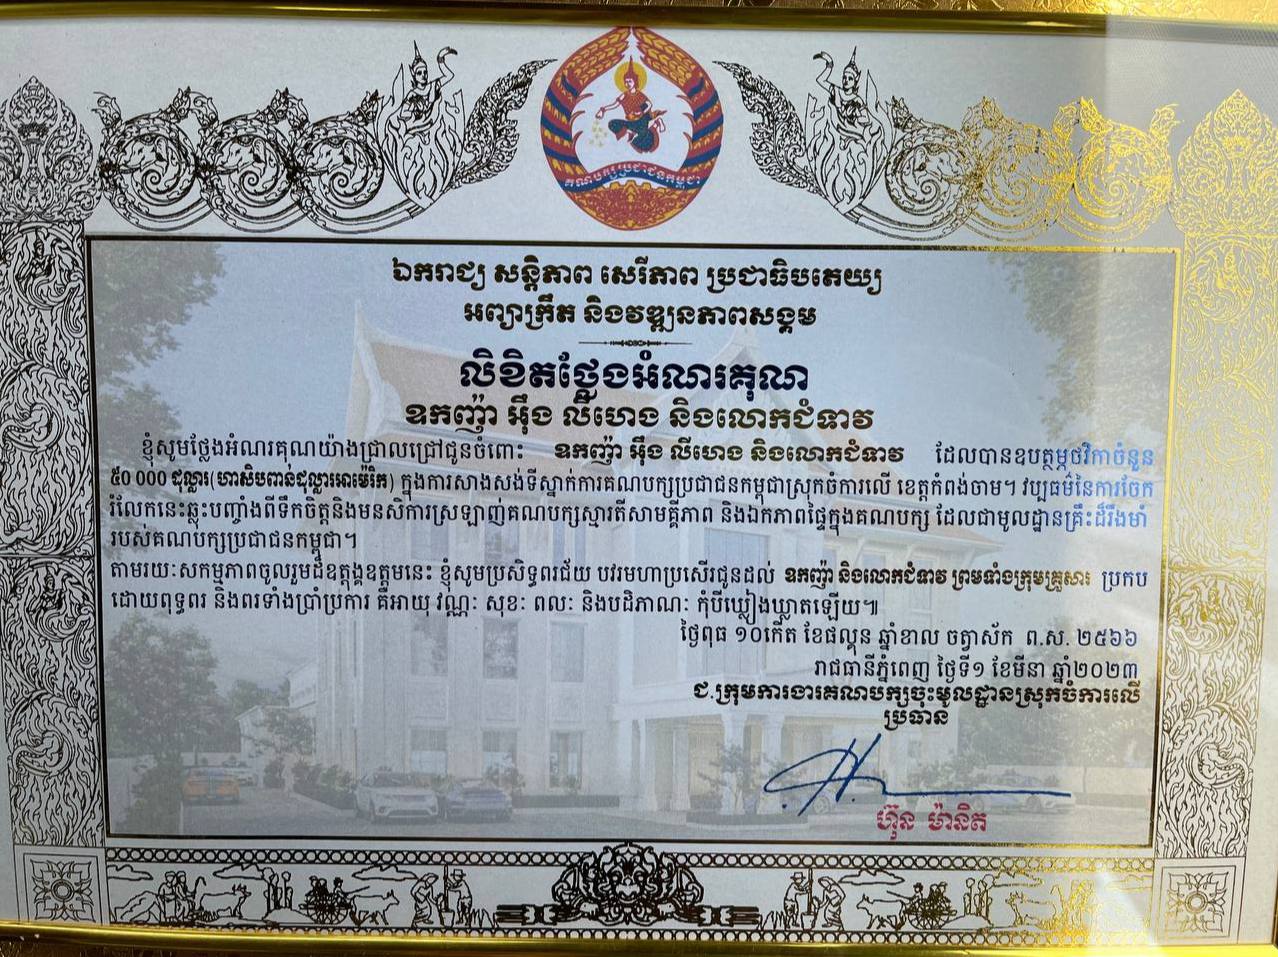 គណបក្សប្រជាជនកម្ពុជា
ឯករាជ្យ សន្តិភាព សេរីភាព ប្រជាធិបតេយ្យ
អព្យាក្រឹត និងវឌ្ឍនភាពសង្គម
លិខិតថ្លែងអំណរគុណ
ឧកញ៉ា អ៊ឹង លីហេង និងលោកជំទាវ
ខ្ញុំសូមថ្លែងអំណរគុណយ៉ាងជ្រាលជ្រៅជូនចំពោះ ឧកញ៉ា អ៊ឹង លីហេង និងលោកជំទាវ ដែលបានឧបត្ថម្ភថវិកាចំនួន
៥០ 000 ដុល្លារ(ហាសិបពាន់ដុល្លារអាម៉េរិក) ក្នុងការសាងសង់ទីស្នាក់ការគណបក្សប្រជាជនកម្ពុជាស្រុកចំការលើ ខេត្តកំពង់ចាម។ វប្បធម៌នៃការចែក
រំលែកនេះឆ្លុះបញ្ចាំងពីទឹកចិត្តនិងមនសិការស្រឡាញ់គណបក្សស្មារតីសាមគ្គីភាព និងឯកភាពផ្ទៃក្នុងគណបក្ស ដែលជាមូលដ្ឋានគ្រឹះដ៏រឹងមាំ
របស់គណបក្សប្រជាជនកម្ពុជា។
តាមរយៈសកម្មភាពចូលរួមដ៏ឧត្តុង្គឧត្តមនេះ ខ្ញុំសូមប្រសិទ្ធពរជ័យ បវរមហាប្រសើរជូនដល់ ឧកញ៉ា និងលោកជំទាវ ព្រមទាំងក្រុមគ្រួសារ ប្រកប
ដោយពុទ្ធពរ និងពរទាំងប្រាំប្រការ គឺអាយុ វណ្ណៈ សុខៈ ពលៈ និងបដិភាណៈ កុំបីឃ្លៀងឃ្លាតឡើយ៕
ថ្ងៃពុធ ១០កើត ខែផល្គុន ឆ្នាំខាល ចត្វាស័ក ព.ស. ២៥៦៦
រាជធានីភ្នំពេញ ថ្ងៃទី១ ខែមីនា ឆ្នាំ២០២៣
ជ.ក្រុមការងារគណបក្សចុះមូលដ្ឋានស្រុកចំការលើ
ប្រធាន
ហ៊ុន ម៉ានិត